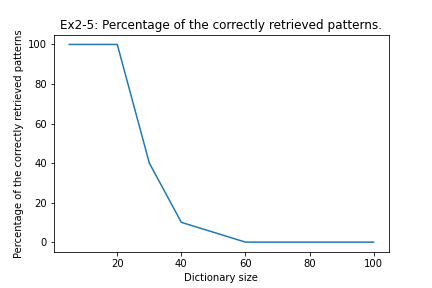 Ex2-5: Percentage of the correctly retrieved patterns.
Percentage of the correctly retrieved patterns
100
80
60
40
20
0
20 40 60 80 100
Dictionary size